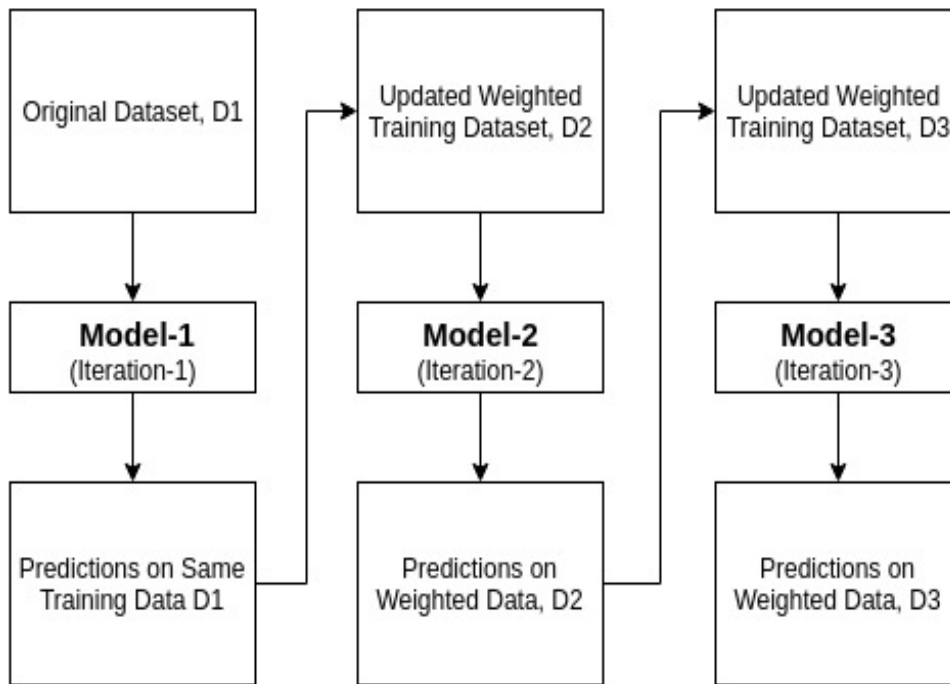 Original Dataset, D1
Model-1
(Iteration-1)
Predictions on Same
Training Data D1
Updated Weighted
Training Dataset, D2
Model-2
(Iteration-2)
Predictions on
Weighted Data, D2
Updated Weighted
Training Dataset, D3
Model-3
(Iteration-3)
Predictions on
Weighted Data, D3